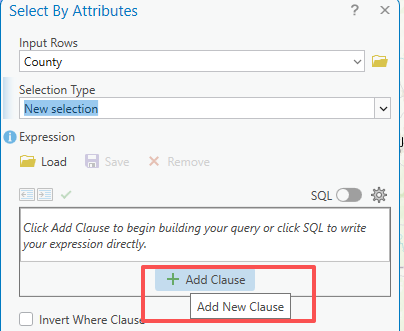 Select By Attributes
?
Input Rows
County
Selection Type
New selection
Expression
Load Save Remove
SQL
Click Add Clause to begin building your query or click SQL to write
your expression directly.
+ Add Clause
Add New Clause
Invert Where Clause